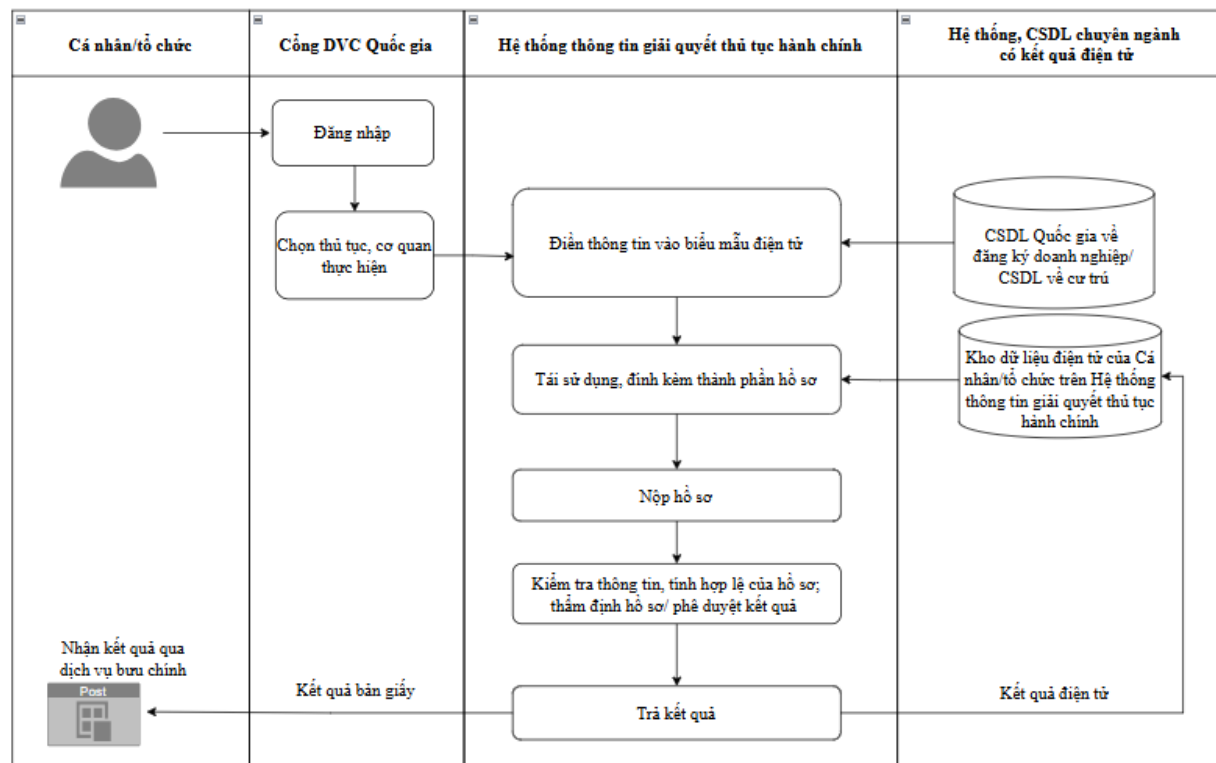 Cá nhân/tổ chức
Cổng DVC Quốc gia
Hệ thống thông tin giải quyết thủ tục hành chính
Hệ thống, CSDL chuyên ngành
có kết quả điện tử
Đăng nhập
Chọn thủ tục, cơ quan
thực hiện
Điền thông tin vào biểu mẫu điện tử
CSDL Quốc gia về
đăng ký doanh nghiệp/
CSDL về cư trú
Tái sử dụng, đính kèm thành phần hồ sơ
Kho dữ liệu điện tử của Cá
nhân/tổ chức trên Hệ thống
thông tin giải quyết thủ tục
hành chính
Nộp hồ sơ
Kiểm tra thông tin, tính hợp lệ của hồ sơ;
thẩm định hồ sơ/ phê duyệt kết quả
Nhận kết quả qua
dịch vụ bưu chính
Post
Kết quả bản giấy
Trả kết quả
Kết quả điện tử